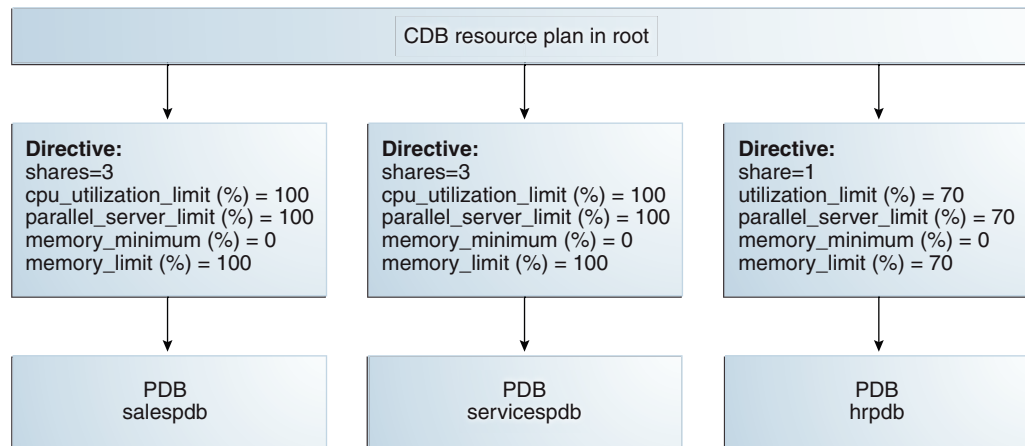 CDB resource plan in root
Directive:
shares=3
cpu_utilization_limit (%) = 100
parallel_server_limit (%) = 100
memory_minimum (%) = 0
memory_limit (%) = 100
Directive:
shares=3
cpu_utilization_limit (%) = 100
parallel_server_limit (%) = 100
memory_minimum (%) = 0
memory_limit (%) = 100
Directive:
share=1
utilization_limit (%) = 70
parallel_server_limit (%) = 70
memory_minimum (%) = 0
memory_limit (%) = 70
PDB
salespdb
PDB
servicespdb
PDB
hrpdb